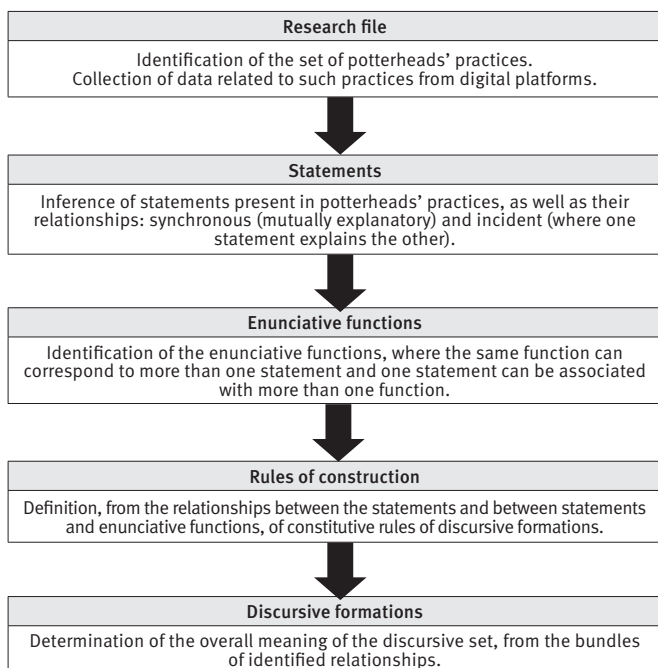 Research file
Identification of the set of potterheads’ practices.
Collection of data related to such practices from digital platforms.
Statements
Inference of statements present in potterheads’ practices, as well as their
relationships: synchronous (mutually explanatory) and incident (where one
statement explains the other).
Enunciative functions
Identification of the enunciative functions, where the same function can
correspond to more than one statement and one statement can be associated
with more than one function.
Rules of construction
Definition, from the relationships between the statements and between statements
and enunciative functions, of constitutive rules of discursive formations.
Discursive formations
Determination of the overall meaning of the discursive set, from the bundles
of identified relationships.